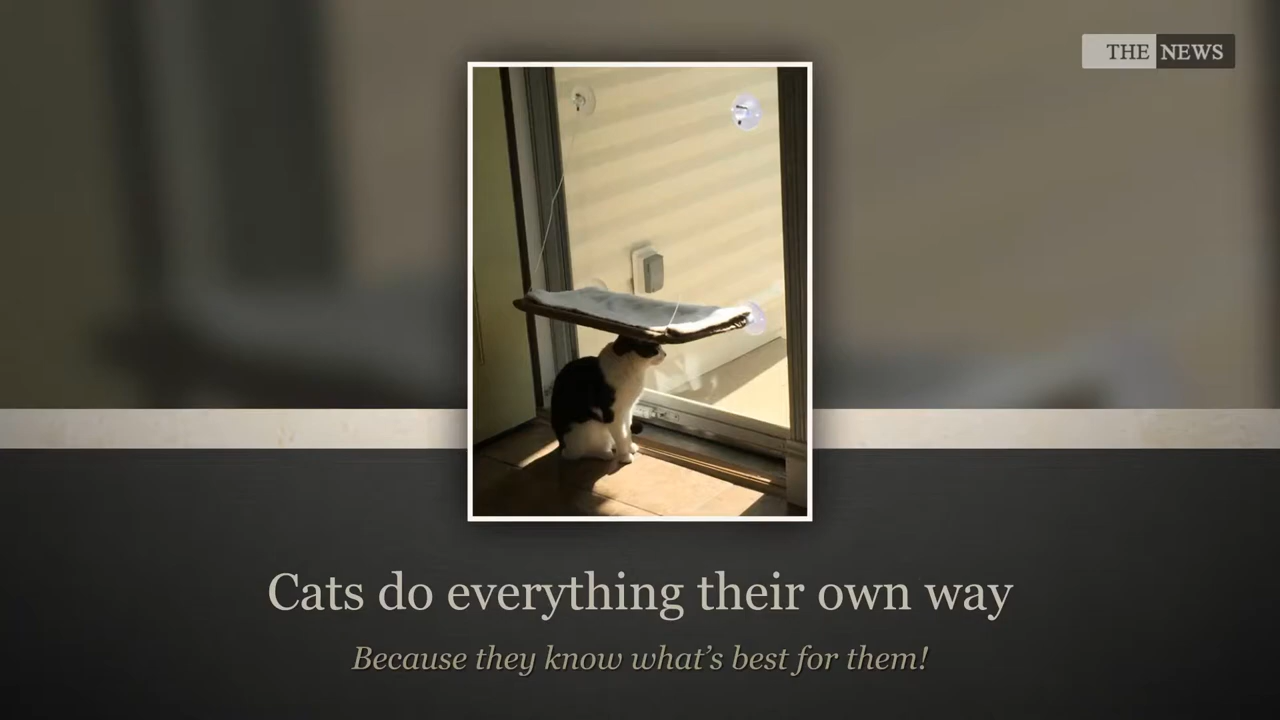 THE NEWS
Cats do everything their own way
Because they know what's best for them!